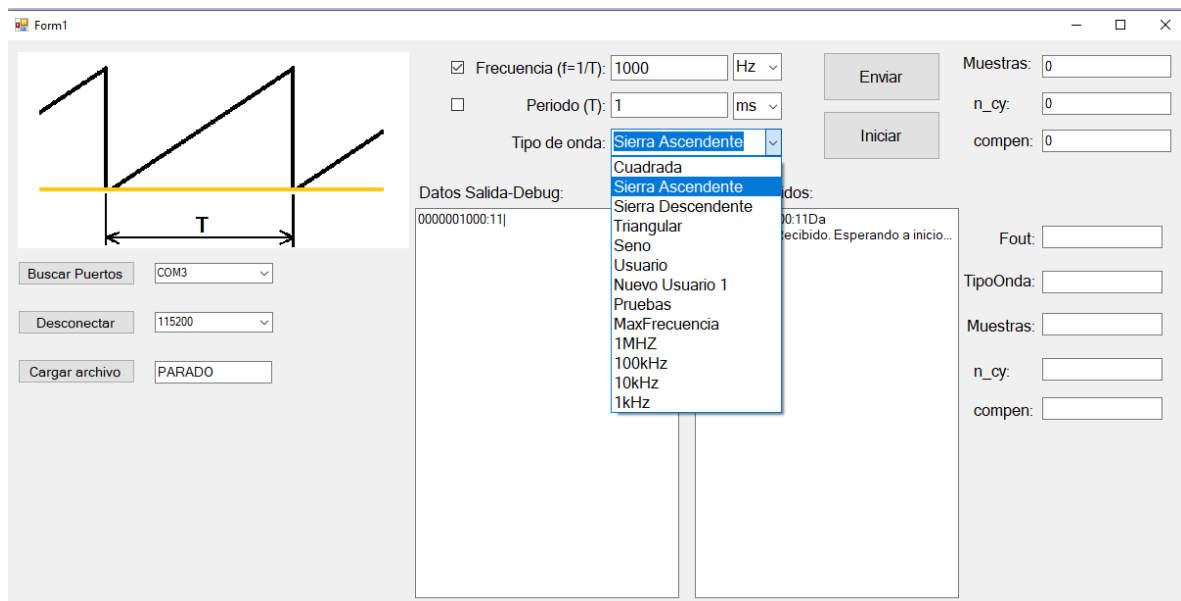 Form1
T
Buscar Puertos COM3
Desconectar 115200
Cargar archivo PARADO
Frecuencia (f=1/T): 1000 Hz
Periodo (T): 1 ms
Tipo de onda: Sierra Ascendente
Cuadrada
Sierra Ascendente
Sierra Descendente
Triangular
Seno
Usuario
Nuevo Usuario 1
Pruebas
MaxFrecuencia
1MHZ
100kHz
10kHz
1kHz
Enviar
Iniciar
Datos Salida-Debug:
0000001000:11
idos:
00:11Da
ecibido. Esperando a inicio...
Muestras: 0
n_cy: 0
compen: 0
Fout:
TipoOnda:
Muestras:
n_cy:
compen: